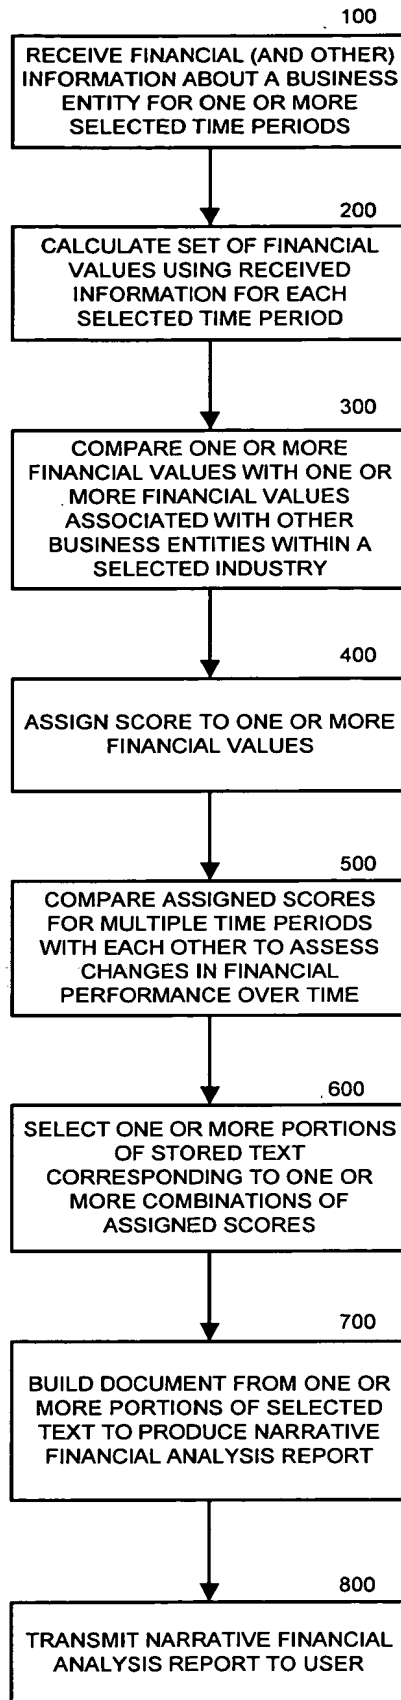 100
RECEIVE FINANCIAL (AND OTHER)
INFORMATION ABOUT A BUSINESS
ENTITY FOR ONE OR MORE
SELECTED TIME PERIODS
200
CALCULATE SET OF FINANCIAL
VALUES USING RECEIVED
INFORMATION FOR EACH
SELECTED TIME PERIOD
300
COMPARE ONE OR MORE
FINANCIAL VALUES WITH ONE OR
MORE FINANCIAL VALUES
ASSOCIATED WITH OTHER
BUSINESS ENTITIES WITHIN A
SELECTED INDUSTRY
400
ASSIGN SCORE TO ONE OR MORE
FINANCIAL VALUES
500
COMPARE ASSIGNED SCORES
FOR MULTIPLE TIME PERIODS
WITH EACH OTHER TO ASSESS
CHANGES IN FINANCIAL
PERFORMANCE OVER TIME
600
SELECT ONE OR MORE PORTIONS
OF STORED TEXT
CORRESPONDING TO ONE OR
MORE COMBINATIONS OF
ASSIGNED SCORES
700
BUILD DOCUMENT FROM ONE OR
MORE PORTIONS OF SELECTED
TEXT TO PRODUCE NARRATIVE
FINANCIAL ANALYSIS REPORT
800
TRANSMIT NARRATIVE FINANCIAL
ANALYSIS REPORT TO USER